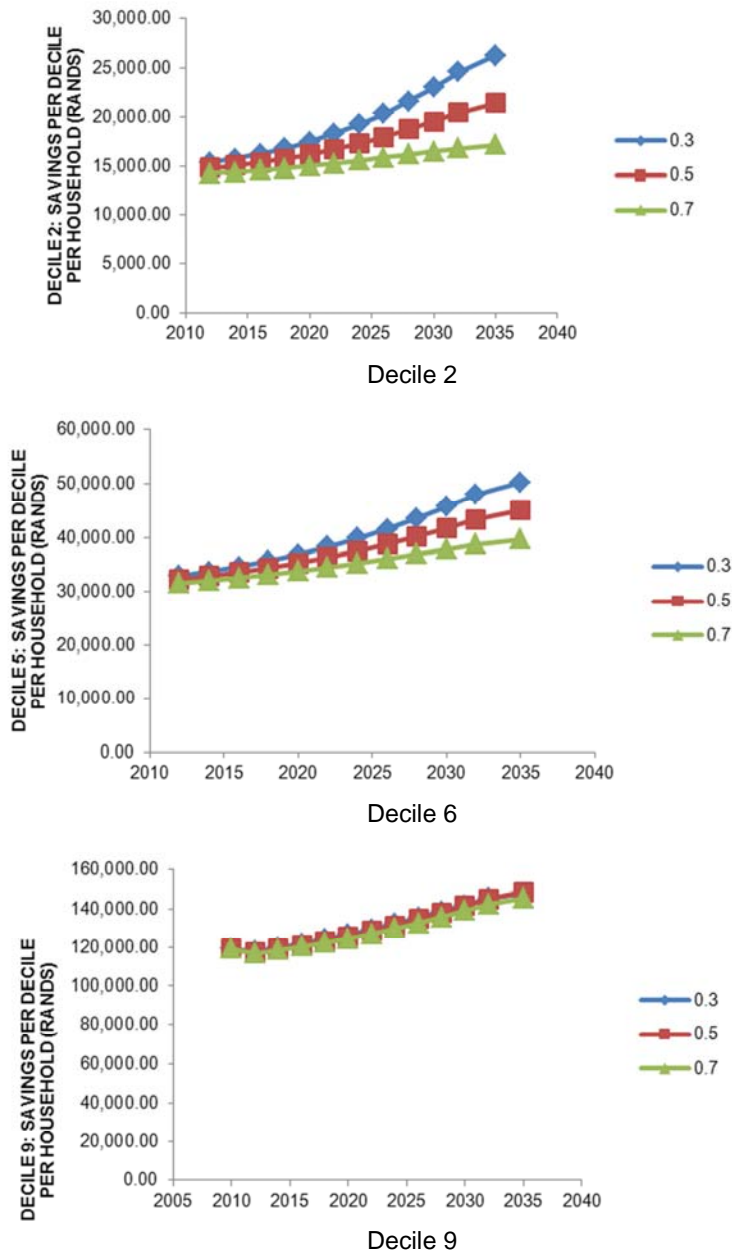 DECILE 2: SAVINGS PER DECILE
PER HOUSEHOLD (RANDS)
30,000.00
25,000.00
20,000.00
15,000.00
10,000.00
5,000.00
0.00
2010 2015 2020 2025 2030 2035 2040
0.3
0.5
0.7
Decile 2
DECILE 5: SAVINGS PER DECILE
PER HOUSEHOLD (RANDS)
60,000.00
50,000.00
40,000.00
30,000.00
20,000.00
10,000.00
0.00
2010 2015 2020 2025 2030 2035 2040
0.3
0.5
0.7
Decile 6
DECILE 9: SAVINGS PER DECILE
PER HOUSEHOLD (RANDS)
160,000.00
140,000.00
120,000.00
100,000.00
80,000.00
60,000.00
40,000.00
20,000.00
0.00
2005 2010 2015 2020 2025 2030 2035 2040
0.3
0.5
0.7
Decile 9